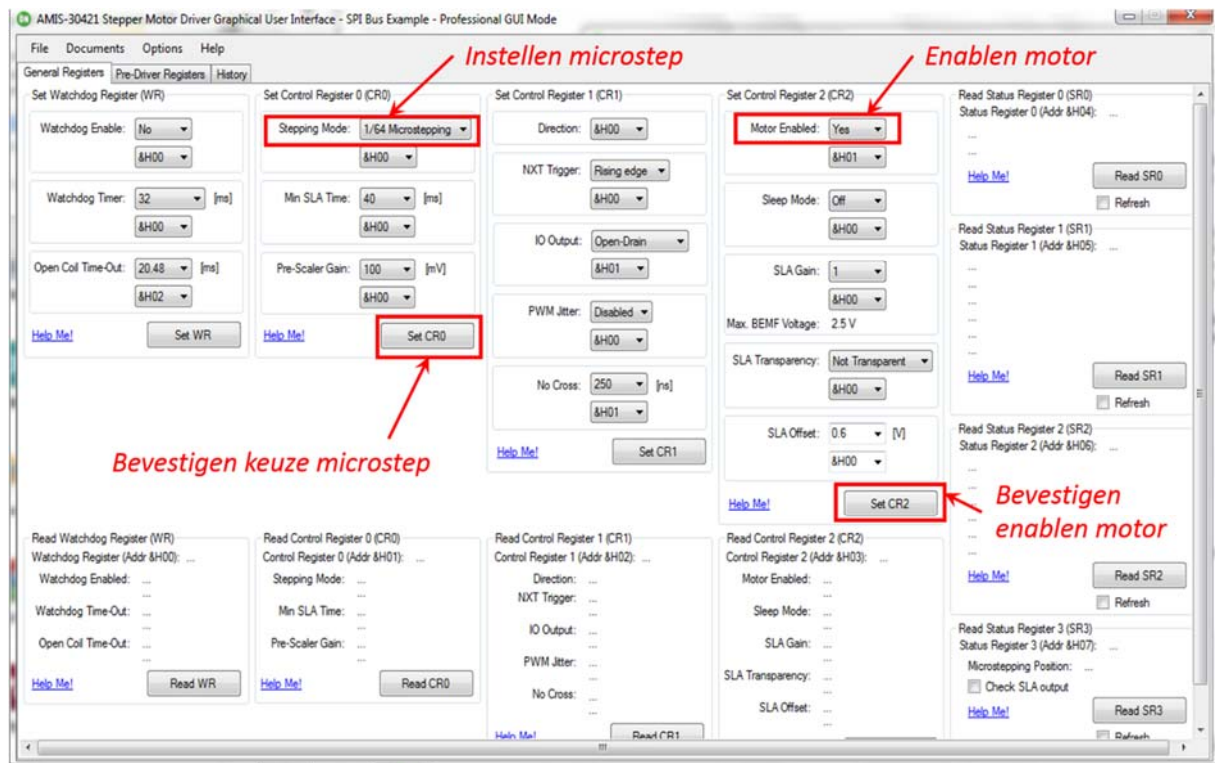 AMIS-30421 Stepper Motor Driver Graphical User Interface - SPI Bus Example - Professional GUI Mode
File Documents Options Help
Instellen microstep
Enablen motor
General Registers Pre-Driver Registers History
Set Watchdog Register (WR)
Watchdog Enable: No
&H00
Watchdog Timer: 32 [ms]
&H00
Open Coil Time-Out: 20.48 [ms]
&H02
Help Me! Set WR
Set Control Register 0 (CR0)
Stepping Mode: 1/64 Microstepping
&H00
Min SLA Time: 40 [ms]
&H00
Pre-Scaler Gain: 100 [mV]
&H00
Help Me! Set CR0
Bevestigen keuze microstep
Set Control Register 1 (CR1)
Direction: &H00
NXT Trigger: Rising edge
&H00
IO Output: Open-Drain
&H01
PWM Jitter: Disabled
&H00
No Cross: 250 [ns]
&H01
Help Me! Set CR1
Set Control Register 2 (CR2)
Motor Enabled: Yes
&H01
Sleep Mode: Off
&H00
SLA Gain: 1
&H00
Max. BEMF Voltage: 2.5 V
SLA Transparency: Not Transparent
&H00
SLA Offset: 0.6 [V]
&H00
Help Me! Set CR2
Bevestigen
enablen motor
Read Status Register 0 (SR0)
Status Register 0 (Addr &H04): ...
...
...
Help Me! Read SR0
Refresh
Read Status Register 1 (SR1)
Status Register 1 (Addr &H05): ...
...
...
...
...
...
...
Help Me! Read SR1
Refresh
Read Status Register 2 (SR2)
Status Register 2 (Addr &H06): ...
...
...
...
...
...
Help Me! Read SR2
Refresh
Read Status Register 3 (SR3)
Status Register 3 (Addr &H07): ...
Microstepping Position: ...
Check SLA output
Help Me! Read SR3
Refresh
Read Watchdog Register (WR)
Watchdog Register (Addr &H00): ...
Watchdog Enabled: ...
...
Watchdog Time-Out: ...
...
Open Coil Time-Out: ...
...
Help Me! Read WR
Read Control Register 0 (CR0)
Control Register 0 (Addr &H01): ...
Stepping Mode: ...
...
Min SLA Time: ...
...
Pre-Scaler Gain: ...
...
Help Me! Read CR0
Read Control Register 1 (CR1)
Control Register 1 (Addr &H02): ...
Direction: ...
NXT Trigger: ...
...
IO Output: ...
...
PWM Jitter: ...
...
No Cross: ...
...
Help Me! Read CR1
Read Control Register 2 (CR2)
Control Register 2 (Addr &H03): ...
Motor Enabled: ...
...
Sleep Mode: ...
...
SLA Gain: ...
...
SLA Transparency: ...
...
SLA Offset: ...
...